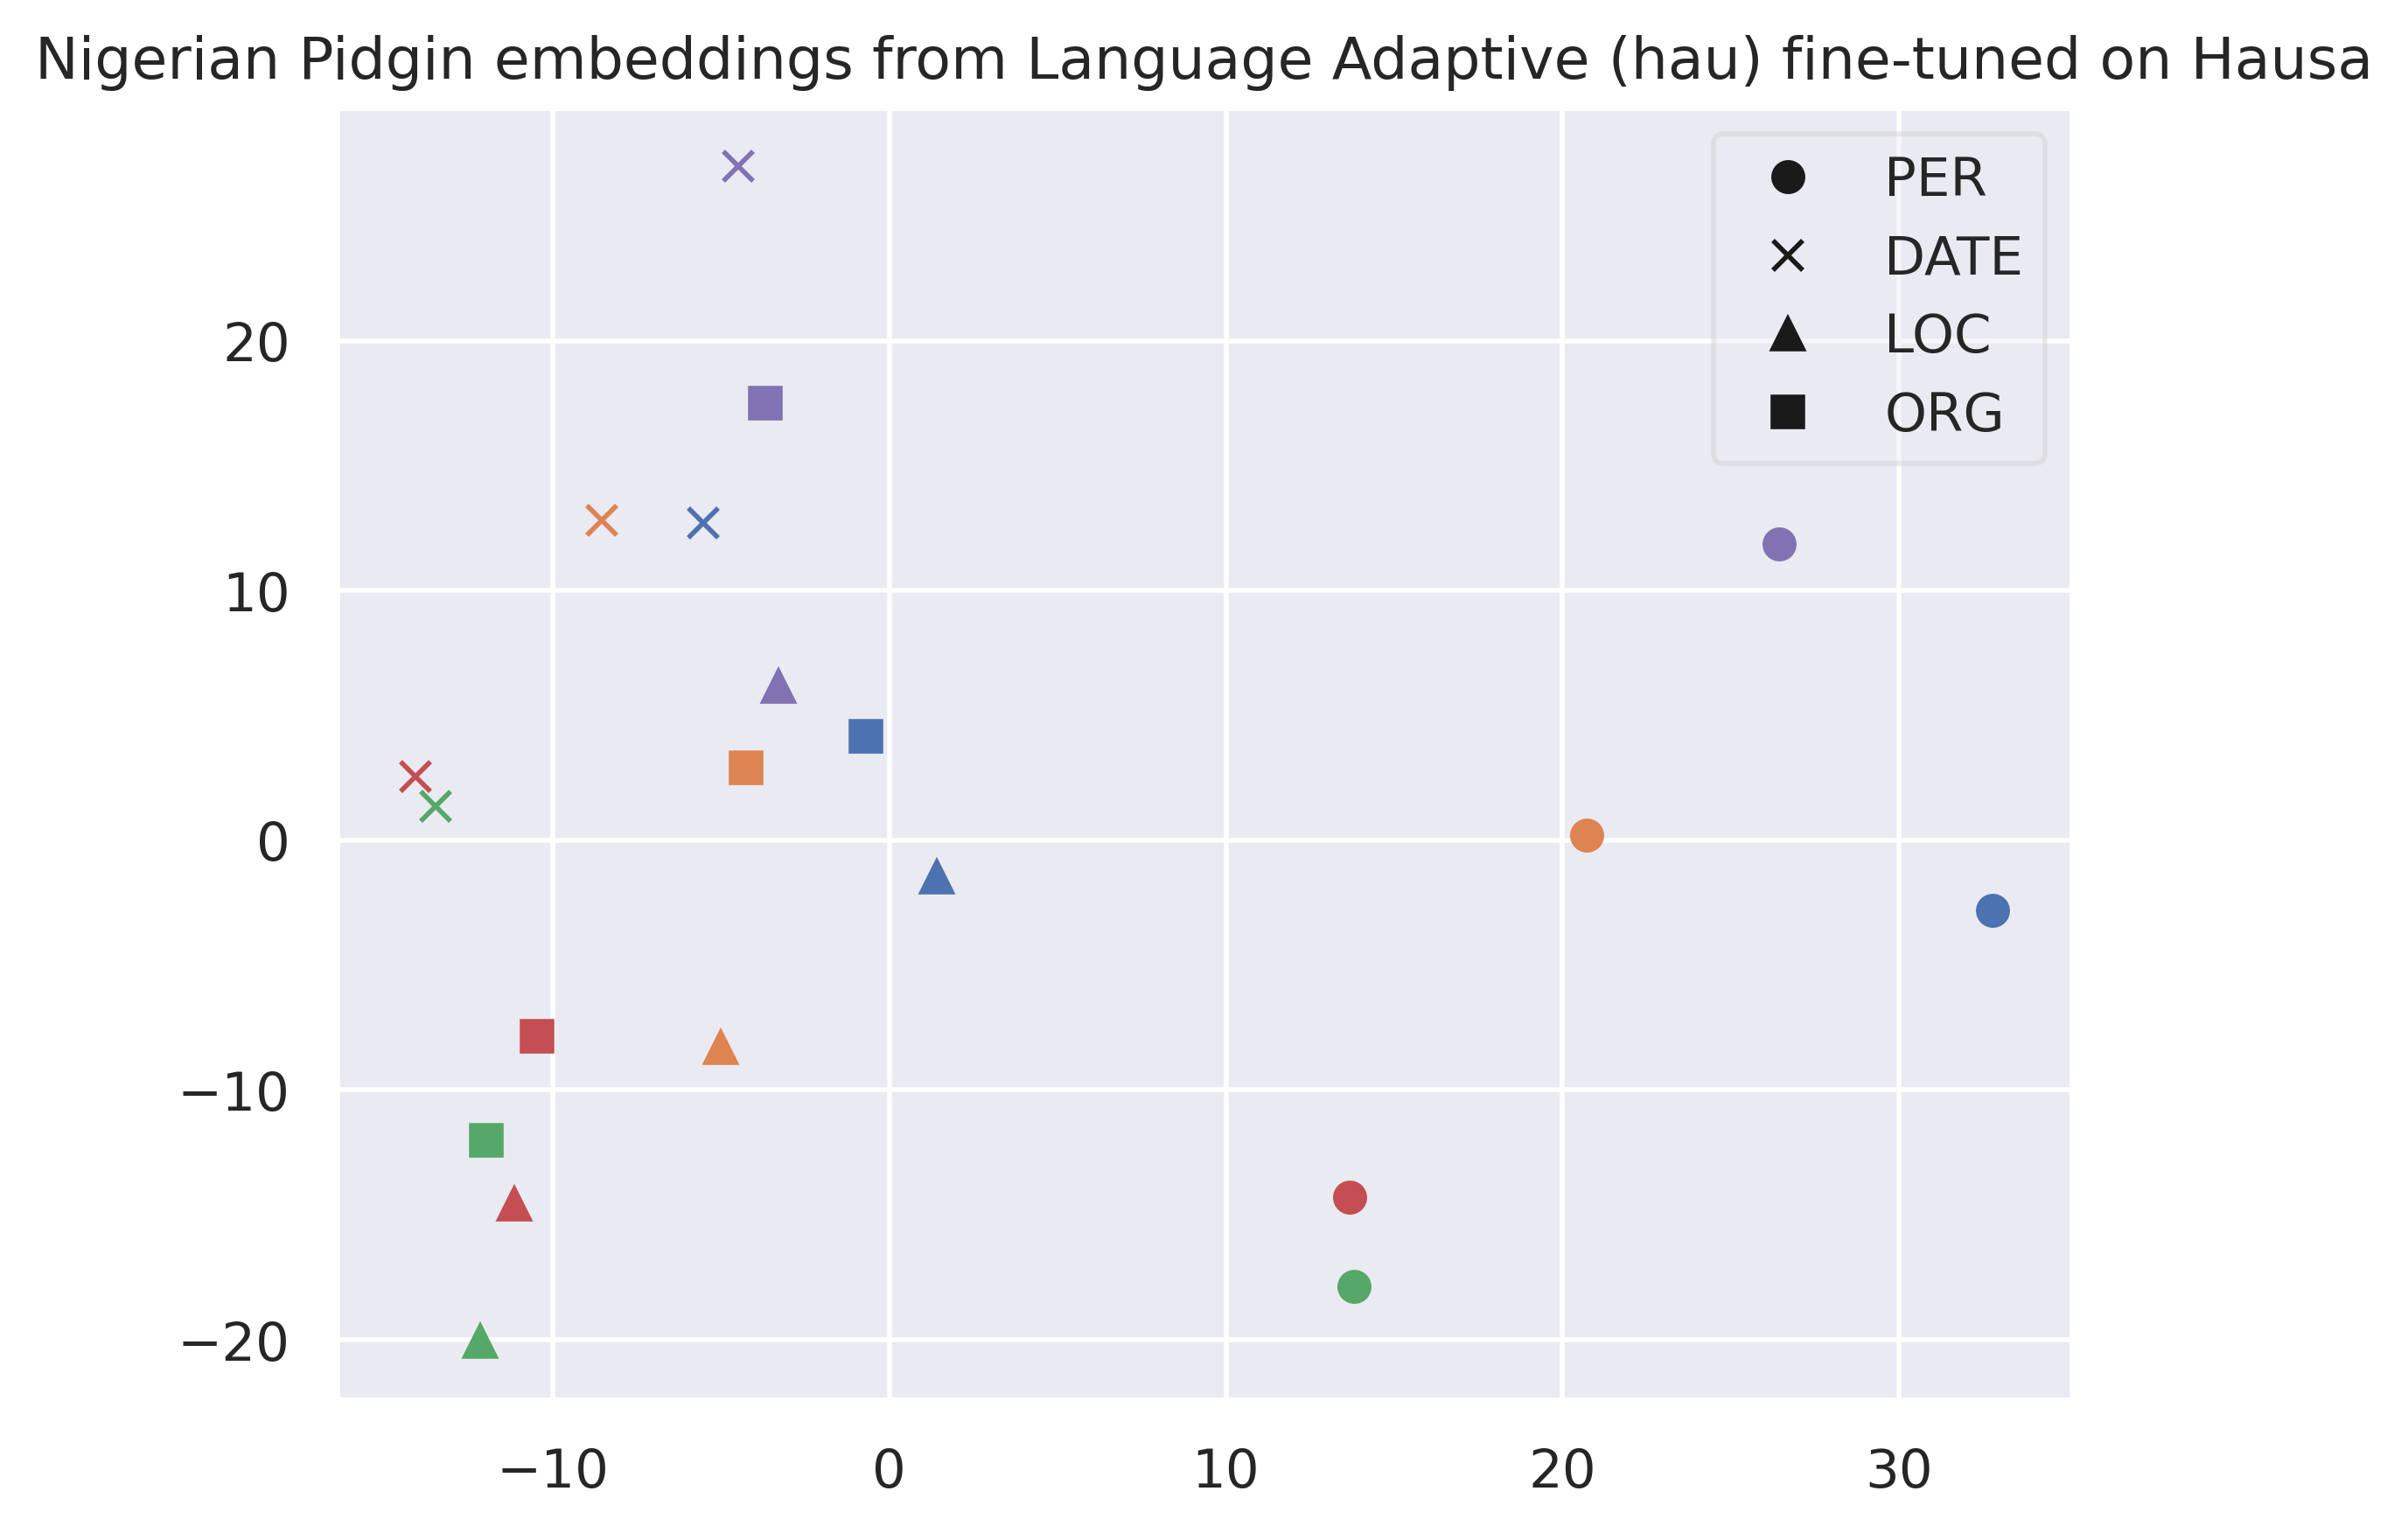 Nigerian Pidgin embeddings from Language Adaptive (hau) fine-tuned on Hausa
PER
DATE
LOC
ORG
20
10
0
−10
−20
−10 0 10 20 30